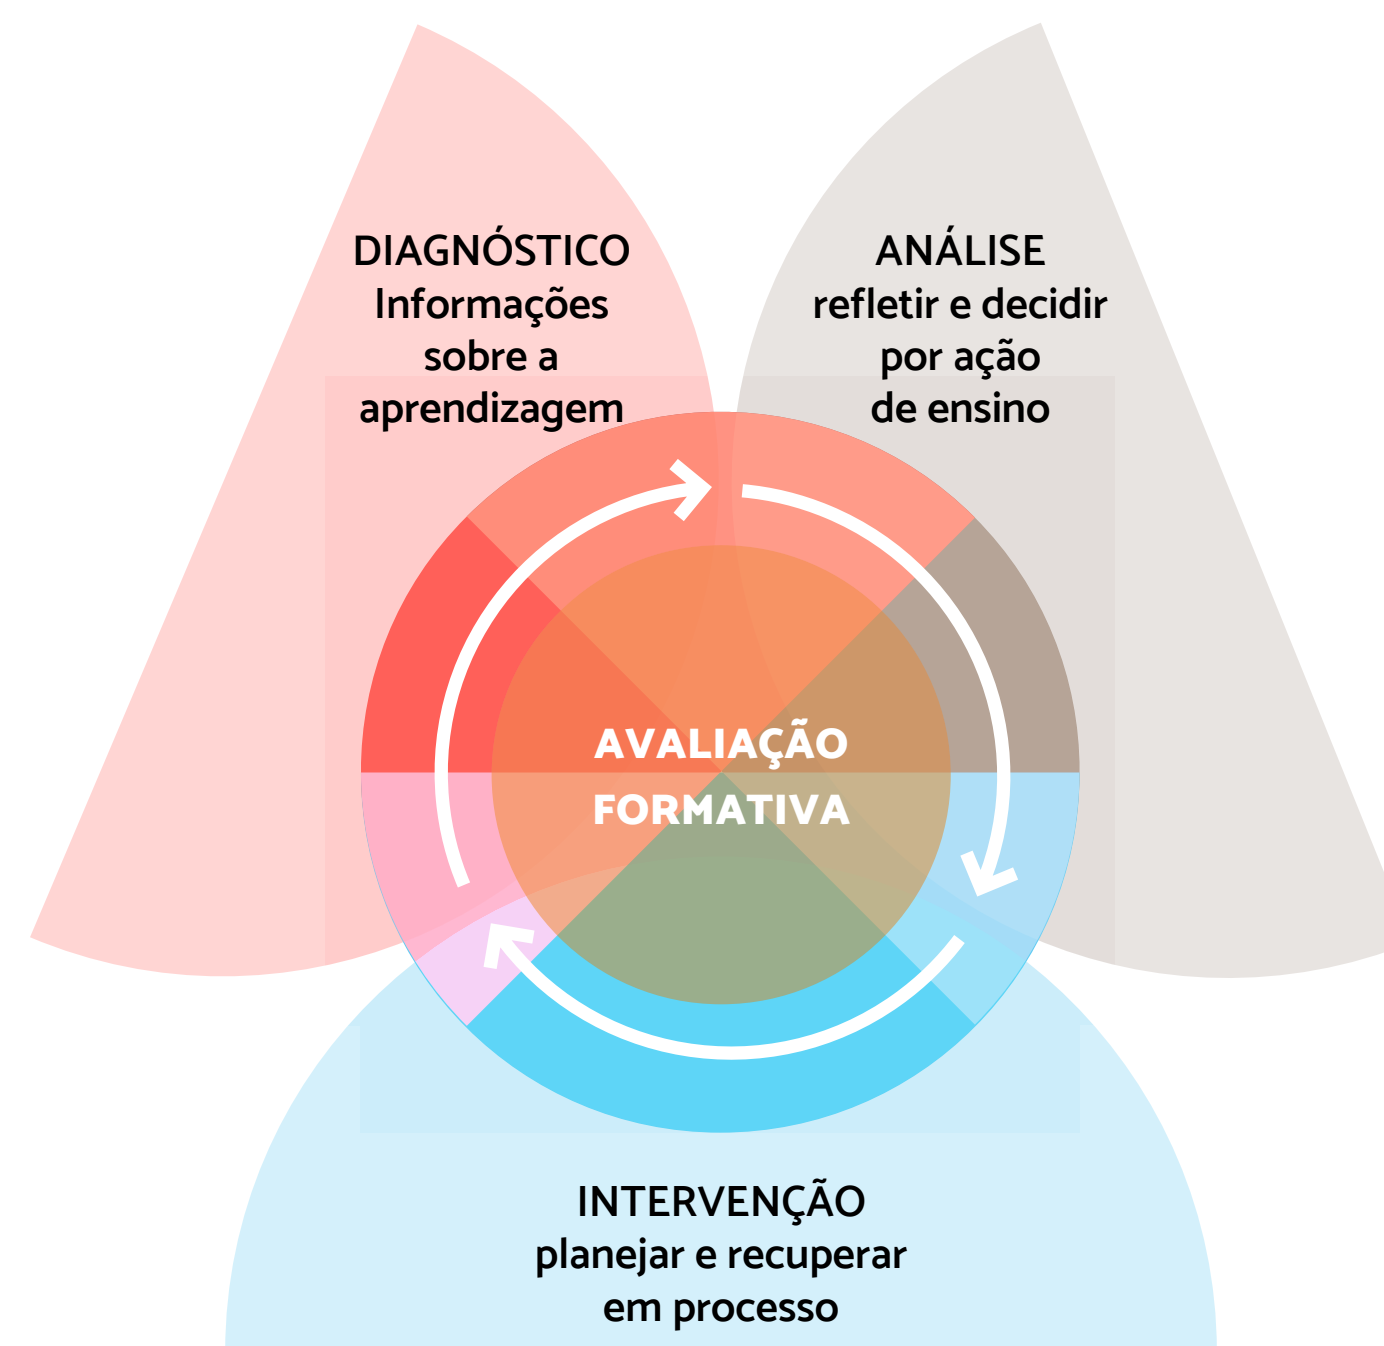 DIAGNÓSTICO
Informações
sobre a
aprendizagem
ANÁLISE
refletir e decidir
por ação
de ensino
AVALIAÇÃO
FORMATIVA
INTERVENÇÃO
planejar e recuperar
em processo